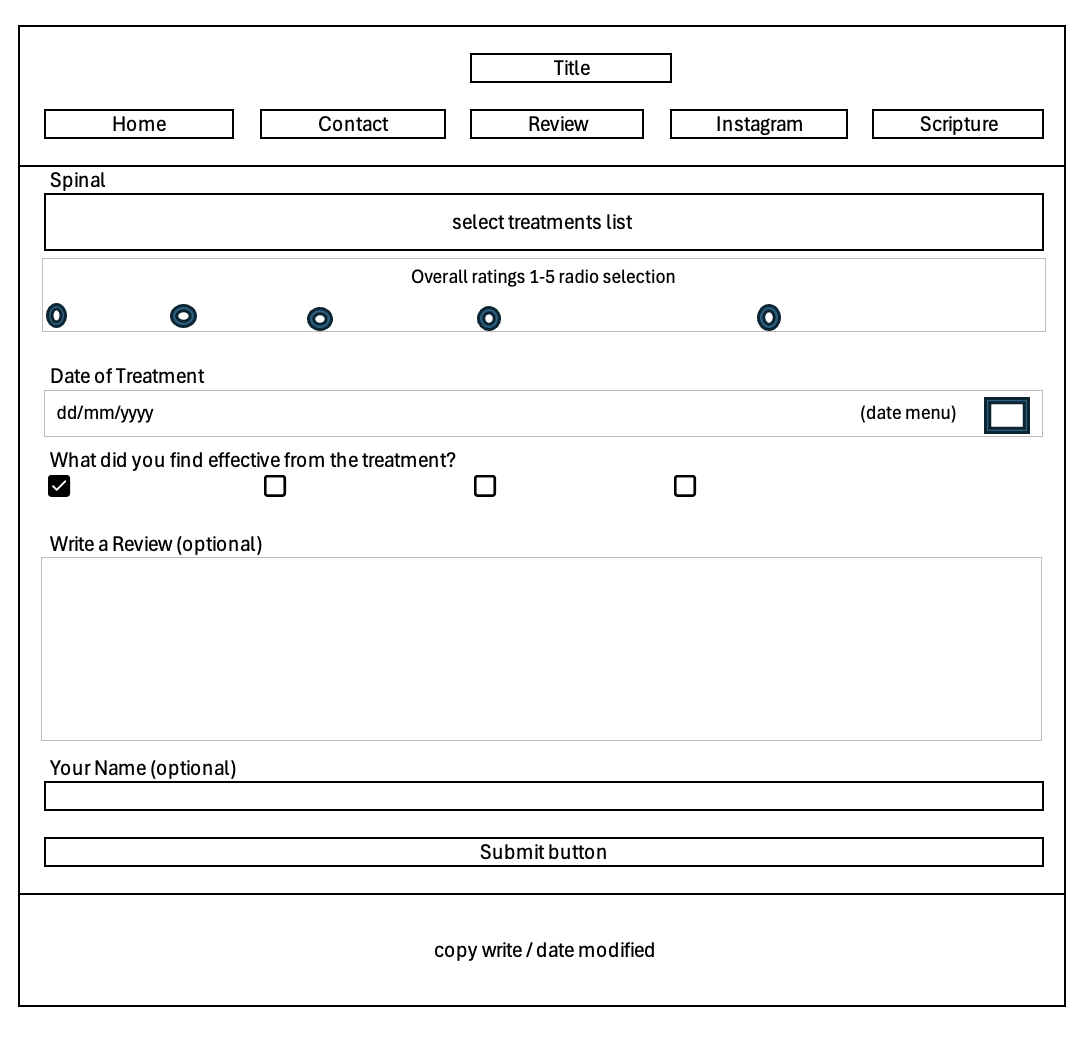 Title
Home Contact Review Instagram Scripture
Spinal
select treatments list
Overall ratings 1-5 radio selection
Date of Treatment
dd/mm/yyyy (date menu)
What did you find effective from the treatment?
Write a Review (optional)
Your Name (optional)
Submit button
copy write / date modified